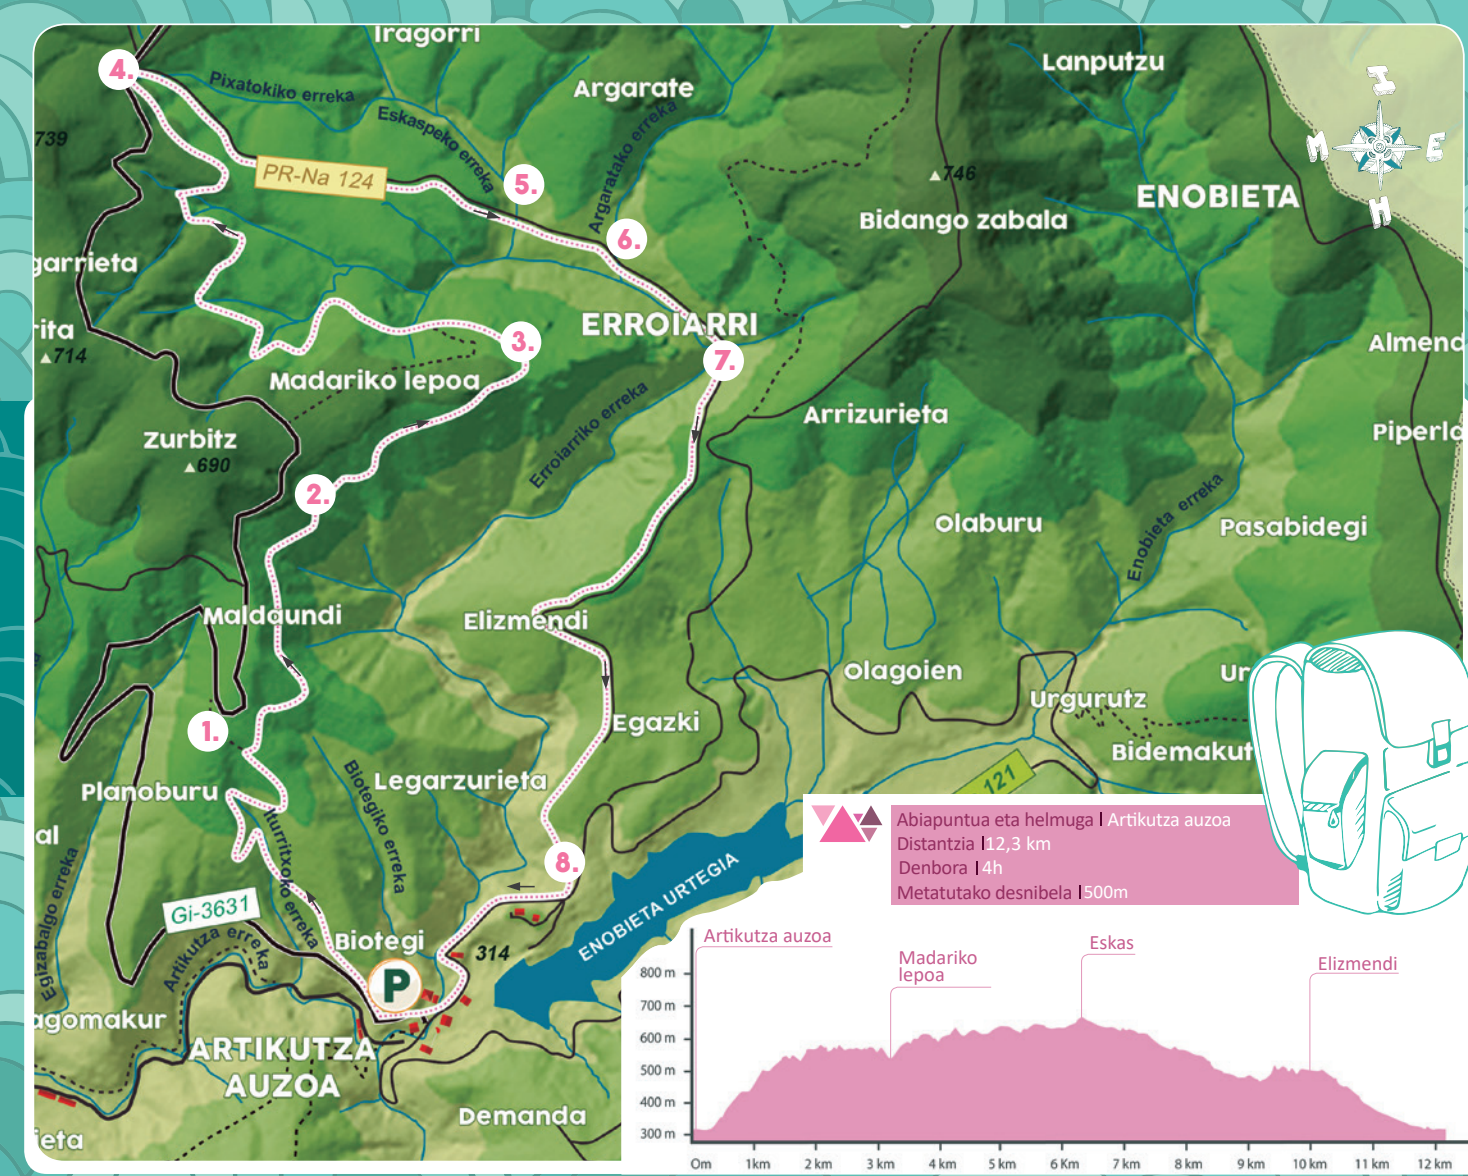 Iragorri
Lanputzu
4.
Pixatokiko erreka
Argarate
I
739
Eskaspeko erreka
Argaratako erreka
M
E
PR-Na 124
5.
746
ENOBIETA
H
Bidango zabala
6.
garrieta
ERROIARRI
rita
714
3.
7.
Almend
Madariko lepoa
Erroiarriko erreka
Arrizurieta
Zurbitz
690
Piperla
2.
Olaburu
Enobieta erreka
Pasabidegi
Maldaundi
Elizmendi
Olagoien
Ur
Urgurutz
Egazki
1.
Bidemakut
Planoburu
Biotegiko erreka
Legarzurieta
121
al
Iturritxoko erreka
8.
Egizabalgo erreka
Gi-3631
Artikutza erreka
Biotegi
314
ENOBIETA URTEGIA
P
agomakur
ARTIKUTZA
AUZOA
Demanda
ieta
Abiapuntua eta helmuga | Artikutza auzoa
Distantzia | 12,3 km
Denbora | 4h
Metatutako desnibela | 500m
Artikutza auzoa
Madariko
lepoa
Eskas
Elizmendi
800 m
700 m
600 m
500 m
400 m
300 m
0m 1km 2 km 3 km 4 km 5 km 6 km 7 km 8 km 9 km 10 km 11 km 12 km